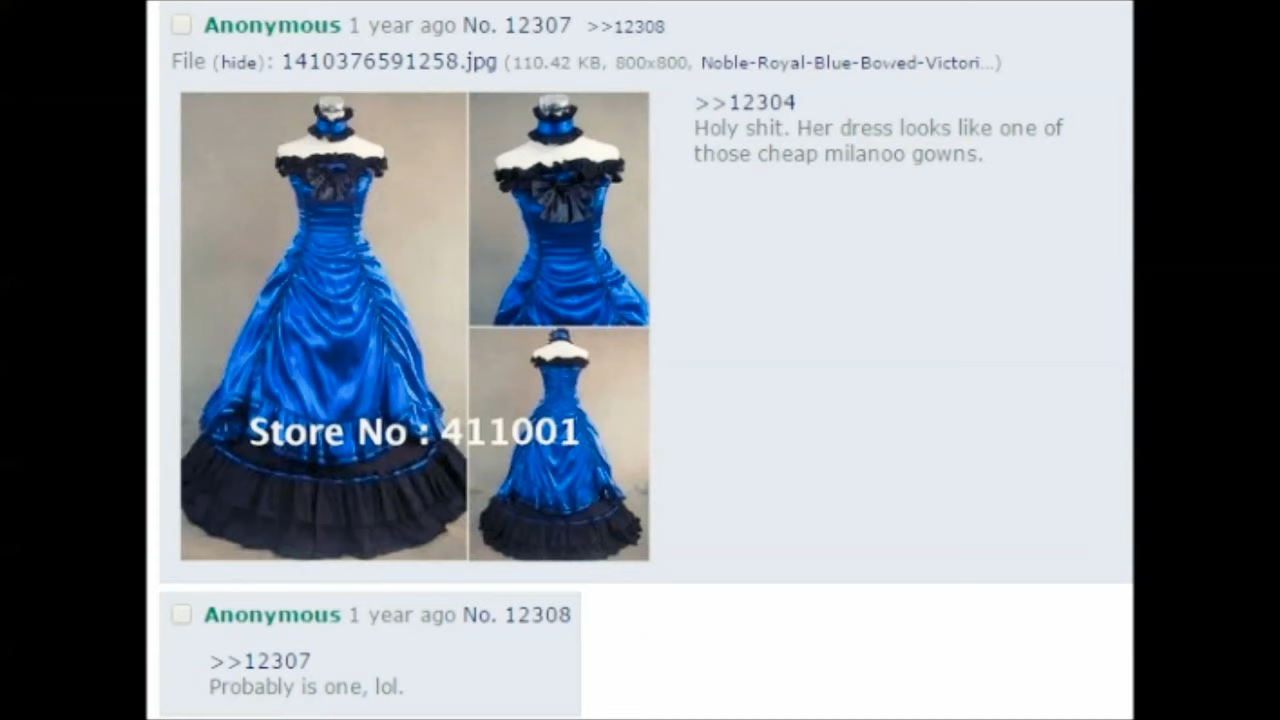 Anonymous 1 year ago No. 12307 >>12308
File (hide): 1410376591258.jpg (110.42 KB, 800x800, Noble-Royal-Blue-Bowed-Victori...)
>>12304
Holy shit. Her dress looks like one of
those cheap milanoo gowns.
Store No : 411001
Anonymous 1 year ago No. 12308
>>12307
Probably is one, lol.